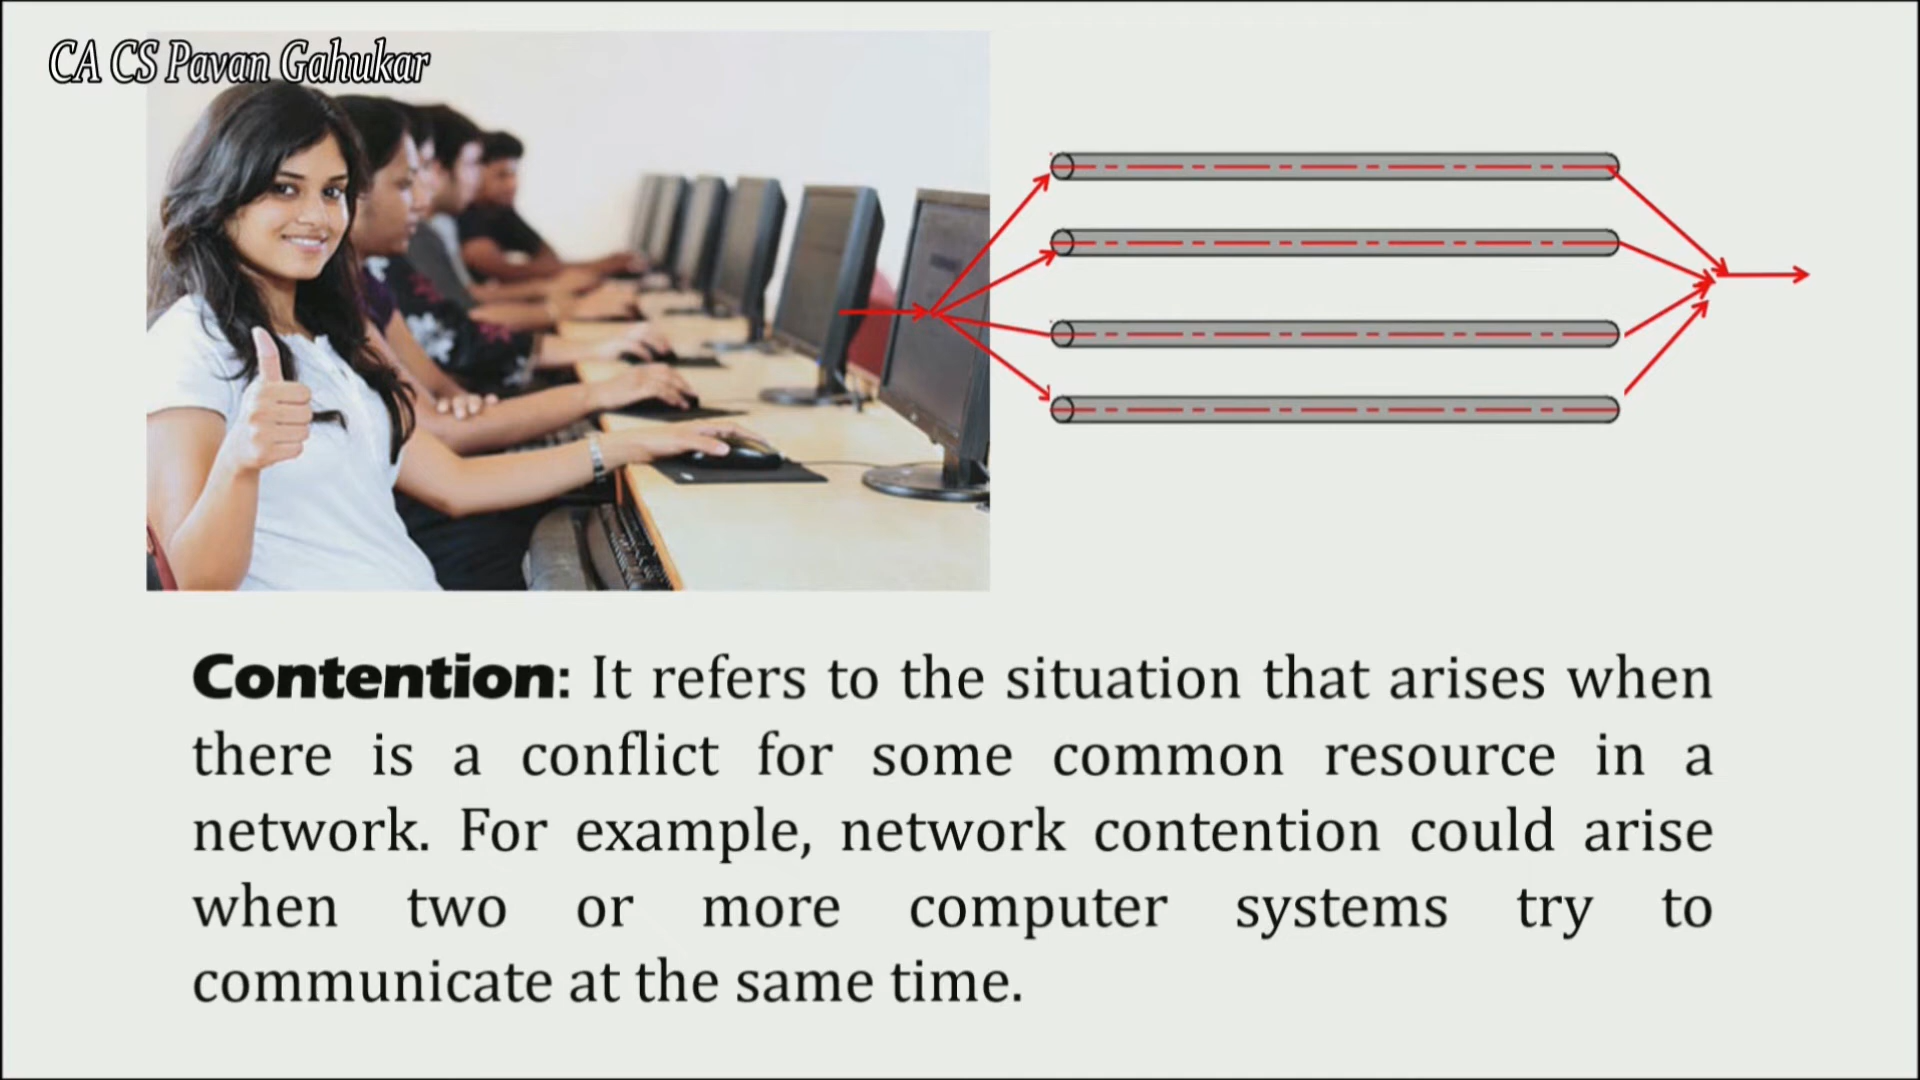 CA CS Pavan Gahukar
Contention: It refers to the situation that arises when
there is a conflict for some common resource in a
network. For example, network contention could arise
when two or more computer systems try to
communicate at the same time.